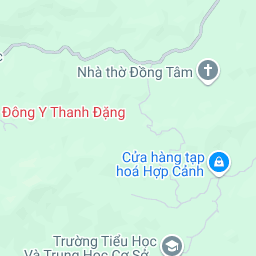 c
Nhà thờ Đồng Tâm
Đông Y Thanh Đặng
Cửa hàng tạp
hoá Hợp Cảnh
Trường Tiểu Học
Và Trung Học Cơ Sở